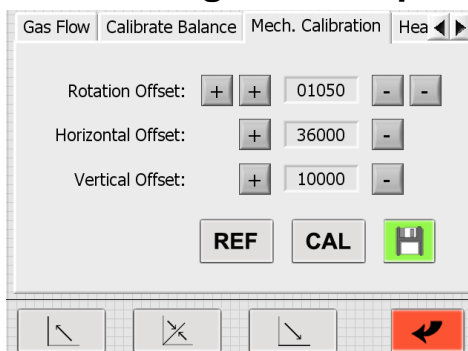 Gas Flow Calibrate Balance Mech. Calibration Hea
Rotation Offset: + + 01050 - -
Horizontal Offset: + 36000 -
Vertical Offset: + 10000 -
REF CAL